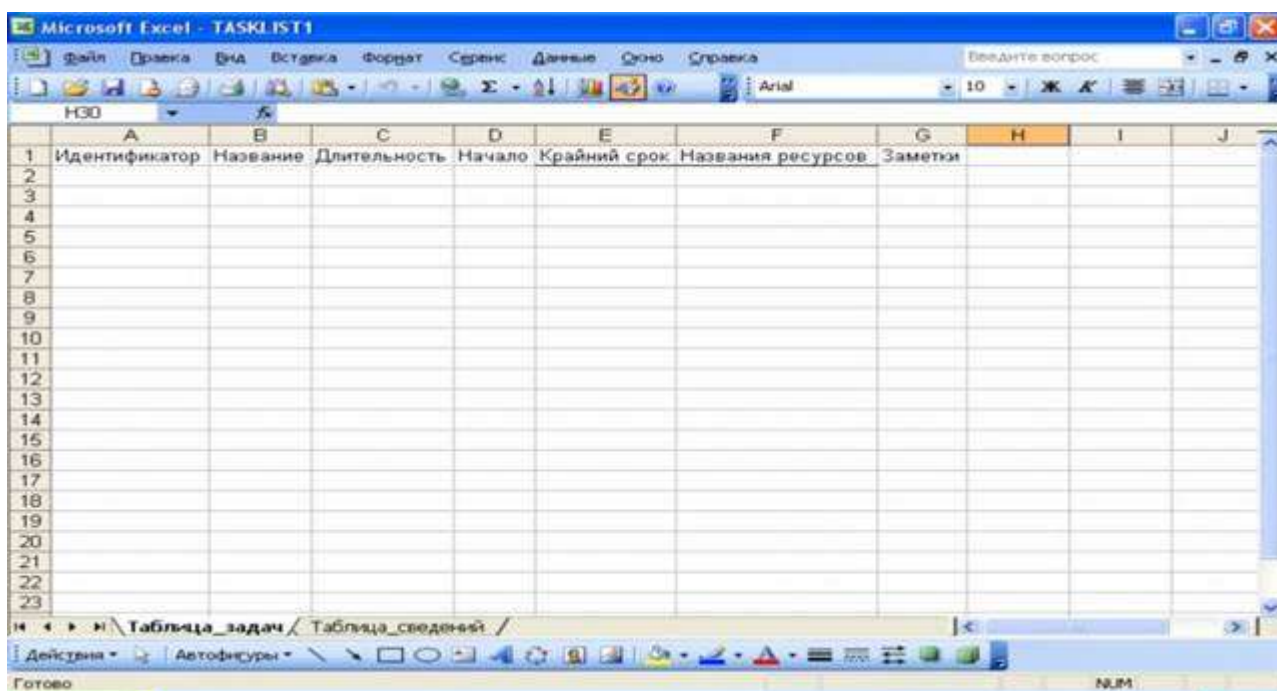 Microsoft Excel - TASKLIST1
Файл Правка Вид Вставка Формат Сервис Данные Окно Справка Введите вопрос
Arial 10 Ж К
H30 fx
A B C D E F G H I J
1 Идентификатор Название Длительность Начало Крайний срок Названия ресурсов Заметки
2
3
4
5
6
7
8
9
10
11
12
13
14
15
16
17
18
19
20
21
22
23
Таблица_задач Таблица_сведений
Действия Автофигуры
Готово NUM